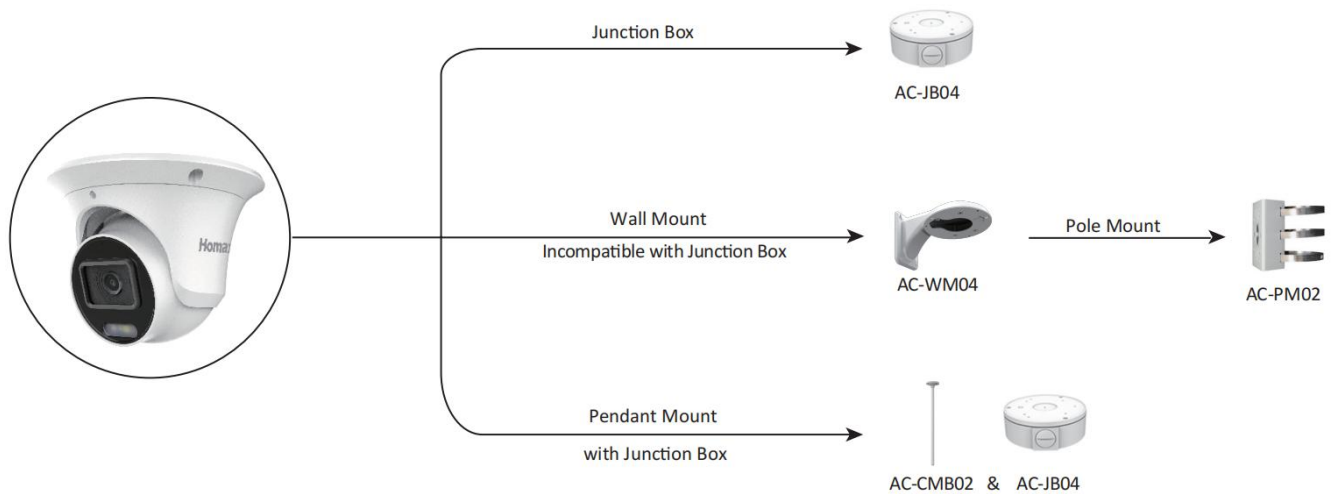 Junction Box
AC-JB04
Homa
Wall Mount
Incompatible with Junction Box
AC-WM04
Pole Mount
AC-PM02
Pendant Mount
with Junction Box
AC-CMB02 & AC-JB04